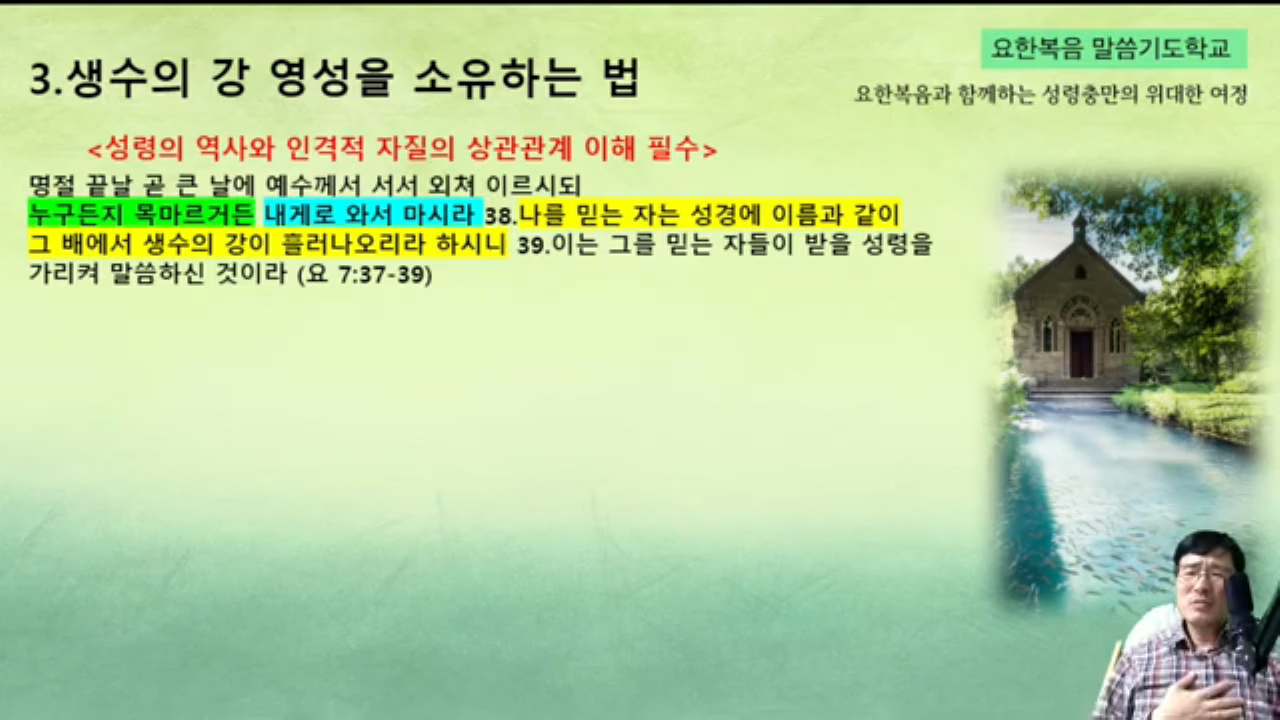 요한복음 말씀기도학교
3.생수의 강 영성을 소유하는 법
요한복음과 함께하는 성령충만의 위대한 여정
<성령의 역사와 인격적 자질의 상관관계 이해 필수>
명절 끝날 곧 큰 날에 예수께서 서서 외쳐 이르시되
누구든지 목마르거든 내게로 와서 마시라 38.나를 믿는 자는 성경에 이름과 같이
그 배에서 생수의 강이 흘러나오리라 하시니 39.이는 그를 믿는 자들이 받을 성령을
가리켜 말씀하신 것이라 (요 7:37-39)